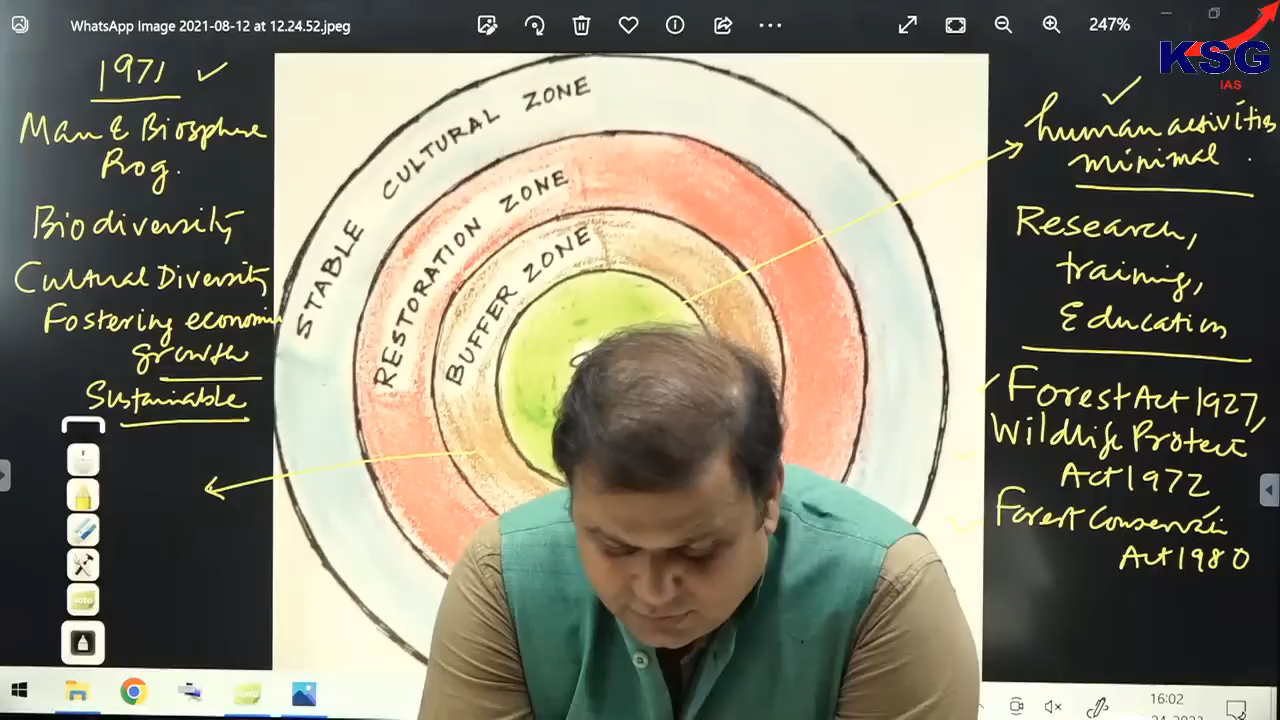 WhatsApp Image 2021-08-12 at 12.24.52.jpeg
247%
KSG
IAS
1971
Man & Biosphere
Prog.
Biodiversity
Cultural Diversity
Fostering economic
growth
Sustainable
STABLE CULTURAL ZONE
RESTORATION ZONE
BUFFER ZONE
human activities
minimal
Research,
training,
Education
Forest Act 1927,
Wildlife Protect
Act 1972
Forest
Act 1980
16:02